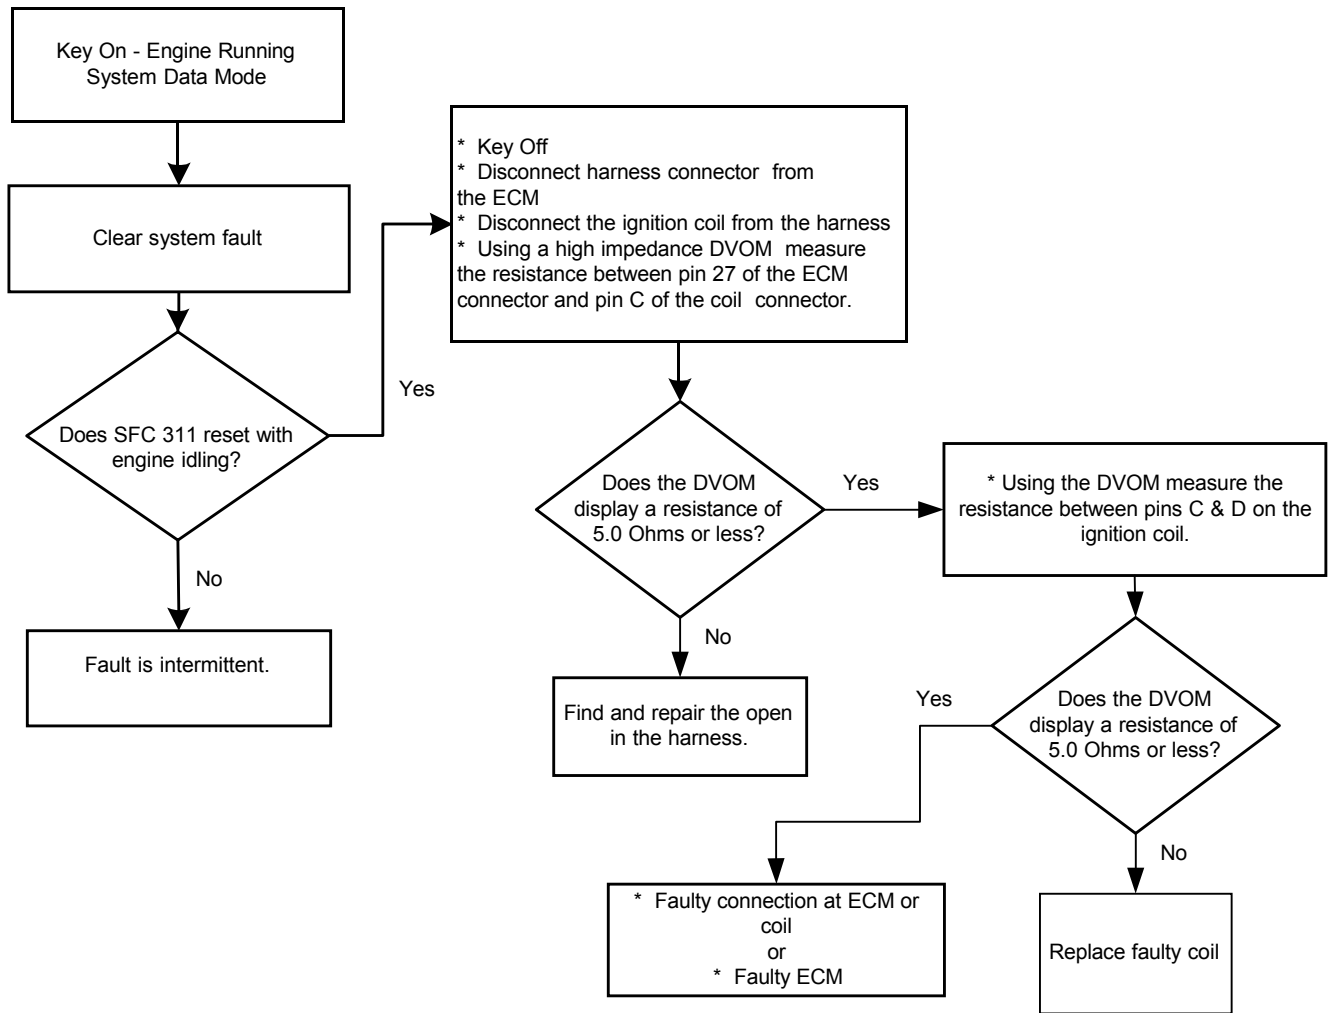 Key On - Engine Running
System Data Mode
Clear system fault
Does SFC 311 reset with
engine idling?
Yes
No
Fault is intermittent.
* Key Off
* Disconnect harness connector from
the ECM
* Disconnect the ignition coil from the harness
* Using a high impedance DVOM measure
the resistance between pin 27 of the ECM
connector and pin C of the coil connector.
Does the DVOM
display a resistance of
5.0 Ohms or less?
Yes
No
Find and repair the open
in the harness.
* Using the DVOM measure the
resistance between pins C & D on the
ignition coil.
Does the DVOM
display a resistance of
5.0 Ohms or less?
Yes
No
* Faulty connection at ECM or
coil
or
* Faulty ECM
Replace faulty coil